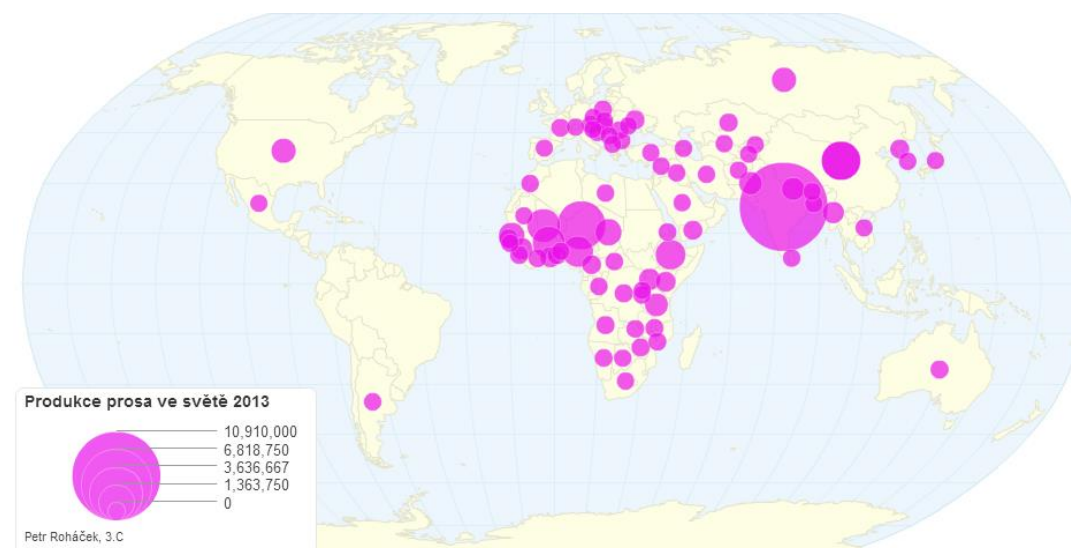 Produkce prosa ve světě 2013
10,910,000
6,818,750
3,636,667
1,363,750
0
Petr Roháček, 3.C